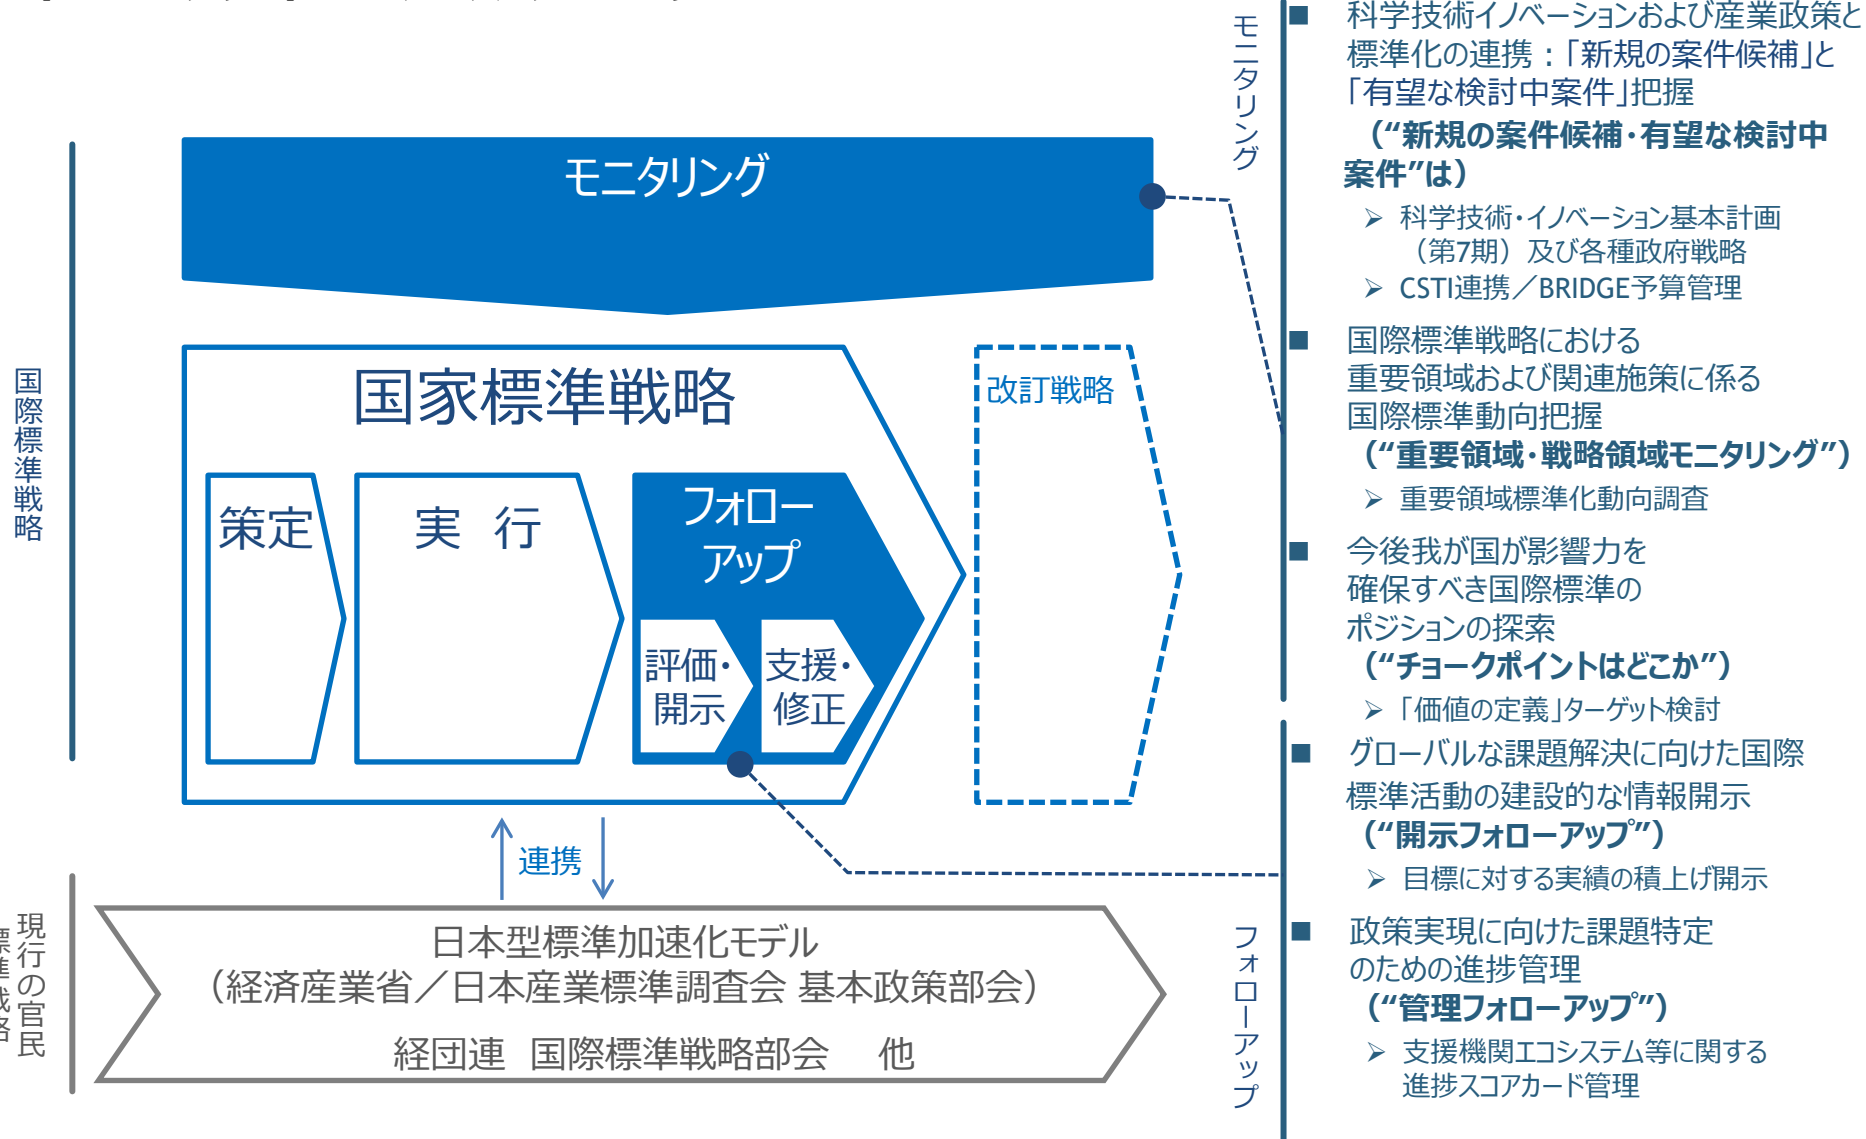 国際標準戦略
モニタリング
国家標準戦略
策定
実 行
フォロー
アップ
評価・
開示
支援・
修正
改訂戦略
連携
現行の官民
標準戦略
日本型標準加速化モデル
（経済産業省／日本産業標準調査会 基本政策部会）
経団連 国際標準戦略部会 他
モニタリング
■ 科学技術イノベーションおよび産業政策と
標準化の連携：「新規の案件候補」と
「有望な検討中案件」把握
（“新規の案件候補・有望な検討中
案件”は）
➢ 科学技術・イノベーション基本計画
（第7期）及び各種政府戦略
➢ CSTI連携／BRIDGE予算管理
■ 国際標準戦略における
重要領域および関連施策に係る
国際標準動向把握
（“重要領域・戦略領域モニタリング”）
➢ 重要領域標準化動向調査
■ 今後我が国が影響力を
確保すべき国際標準の
ポジションの探索
（“チョークポイントはどこか”）
➢ 「価値の定義」ターゲット検討
フォローアップ
■ グローバルな課題解決に向けた国際
標準活動の建設的な情報開示
（“開示フォローアップ”）
➢ 目標に対する実績の積上げ開示
■ 政策実現に向けた課題特定
のための進捗管理
（“管理フォローアップ”）
➢ 支援機関エコシステム等に関する
進捗スコアカード管理